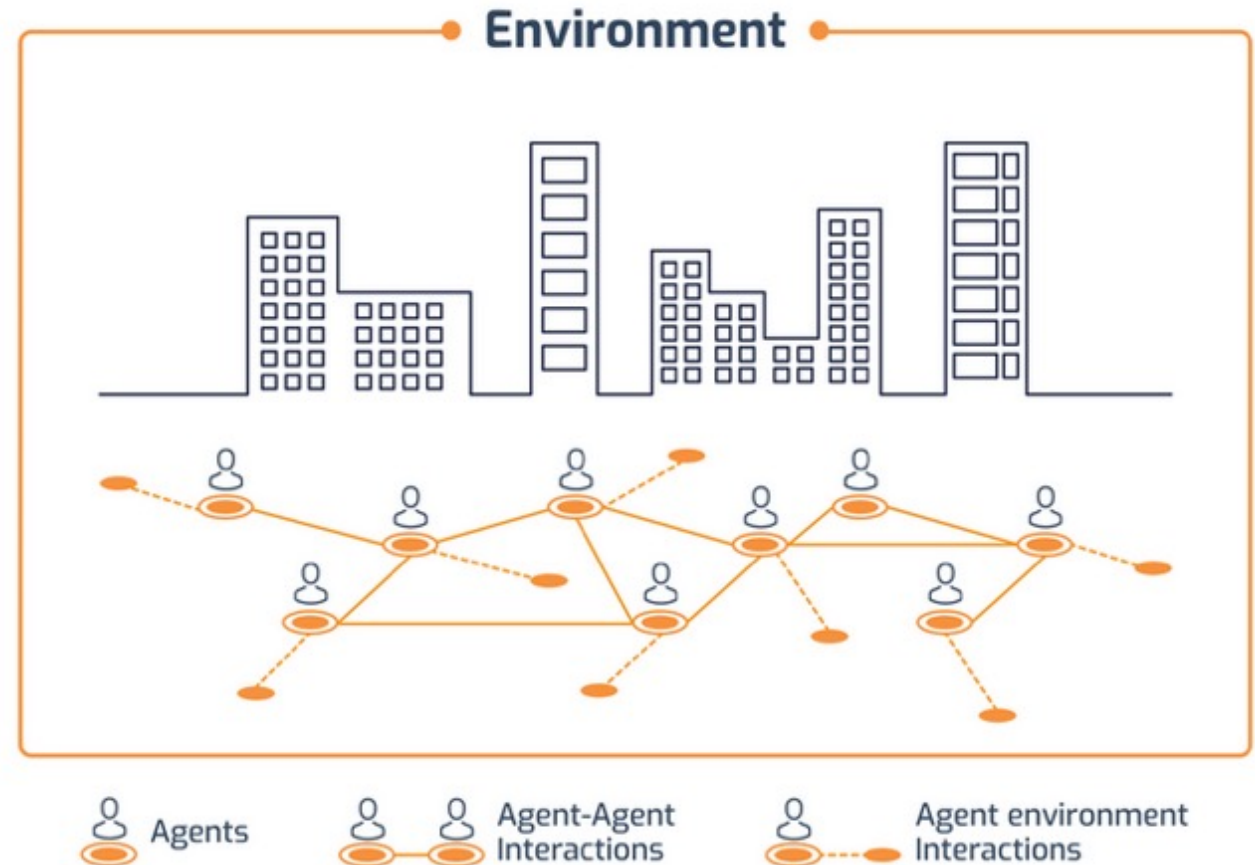 Environment
Agents
Agent-Agent
Interactions
Agent environment
Interactions